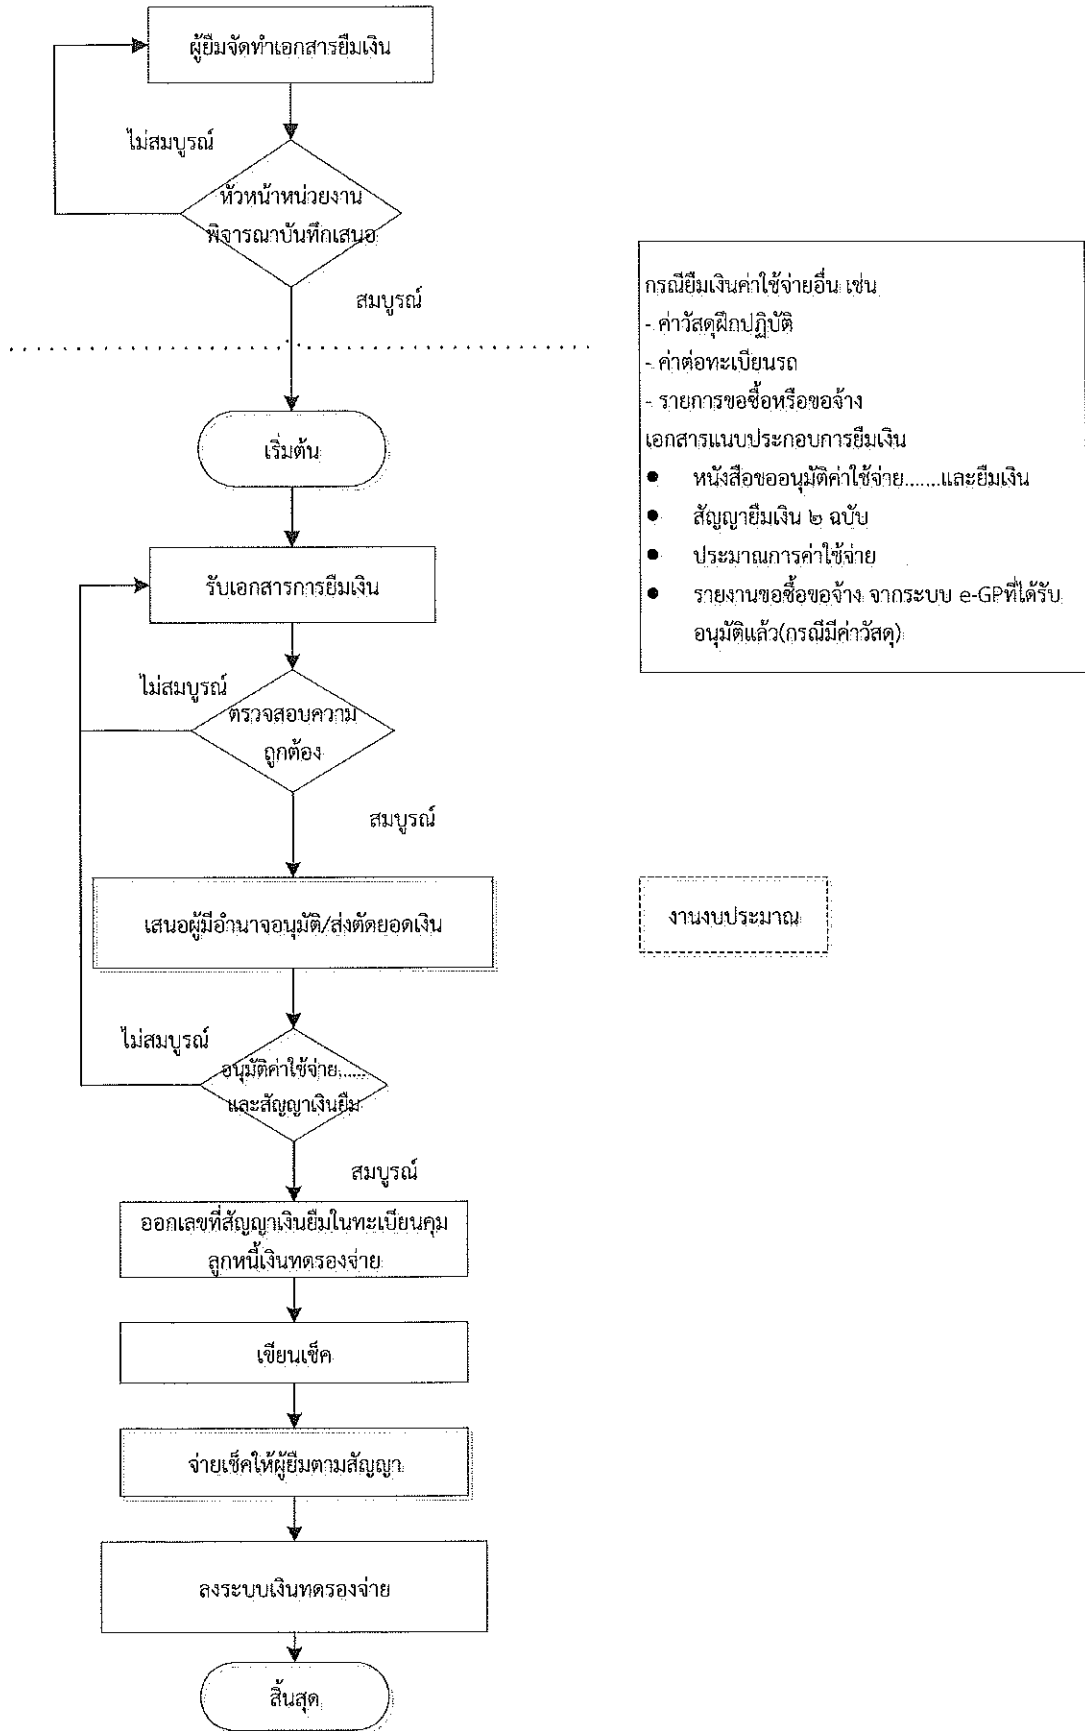 ผู้ยืมจัดทำเอกสารยืมเงิน
ไม่สมบูรณ์
หัวหน้าหน่วยงาน
พิจารณาบันทึกเสนอ
สมบูรณ์
เริ่มต้น
รับเอกสารการยืมเงิน
ไม่สมบูรณ์
ตรวจสอบความ
ถูกต้อง
สมบูรณ์
เสนอผู้มีอำนาจอนุมัติ/ส่งตัดยอดเงิน
ไม่สมบูรณ์
อนุมัติค่าใช้จ่าย......
และสัญญาเงินยืม
สมบูรณ์
ออกเลขที่สัญญาเงินยืมในทะเบียนคุม
ลูกหนี้เงินทดรองจ่าย
เขียนเช็ค
จ่ายเช็คให้ผู้ยืมตามสัญญา
ลงระบบเงินทดรองจ่าย
สิ้นสุด
กรณียืมเงินค่าใช้จ่ายอื่น เช่น
- ค่าวัสดุฝึกปฏิบัติ
- ค่าต่อทะเบียนรถ
- รายการขอซื้อหรือขอจ้าง
เอกสารแนบประกอบการยืมเงิน
● หนังสือขออนุมัติค่าใช้จ่าย.......และยืมเงิน
● สัญญายืมเงิน ๒ ฉบับ
● ประมาณการค่าใช้จ่าย
● รายงานขอซื้อขอจ้าง จากระบบ e-GPที่ได้รับ
อนุมัติแล้ว(กรณีมีค่าวัสดุ)
งานงบประมาณ